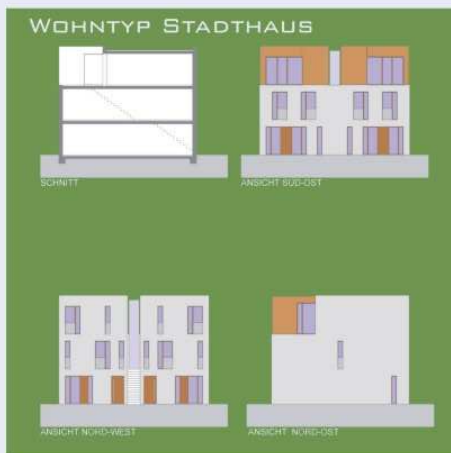 WOHNTYP STADTHAUS
SCHNITT
ANSICHT SÜD-OST
ANSICHT NORD-WEST
ANSICHT NORD-OST